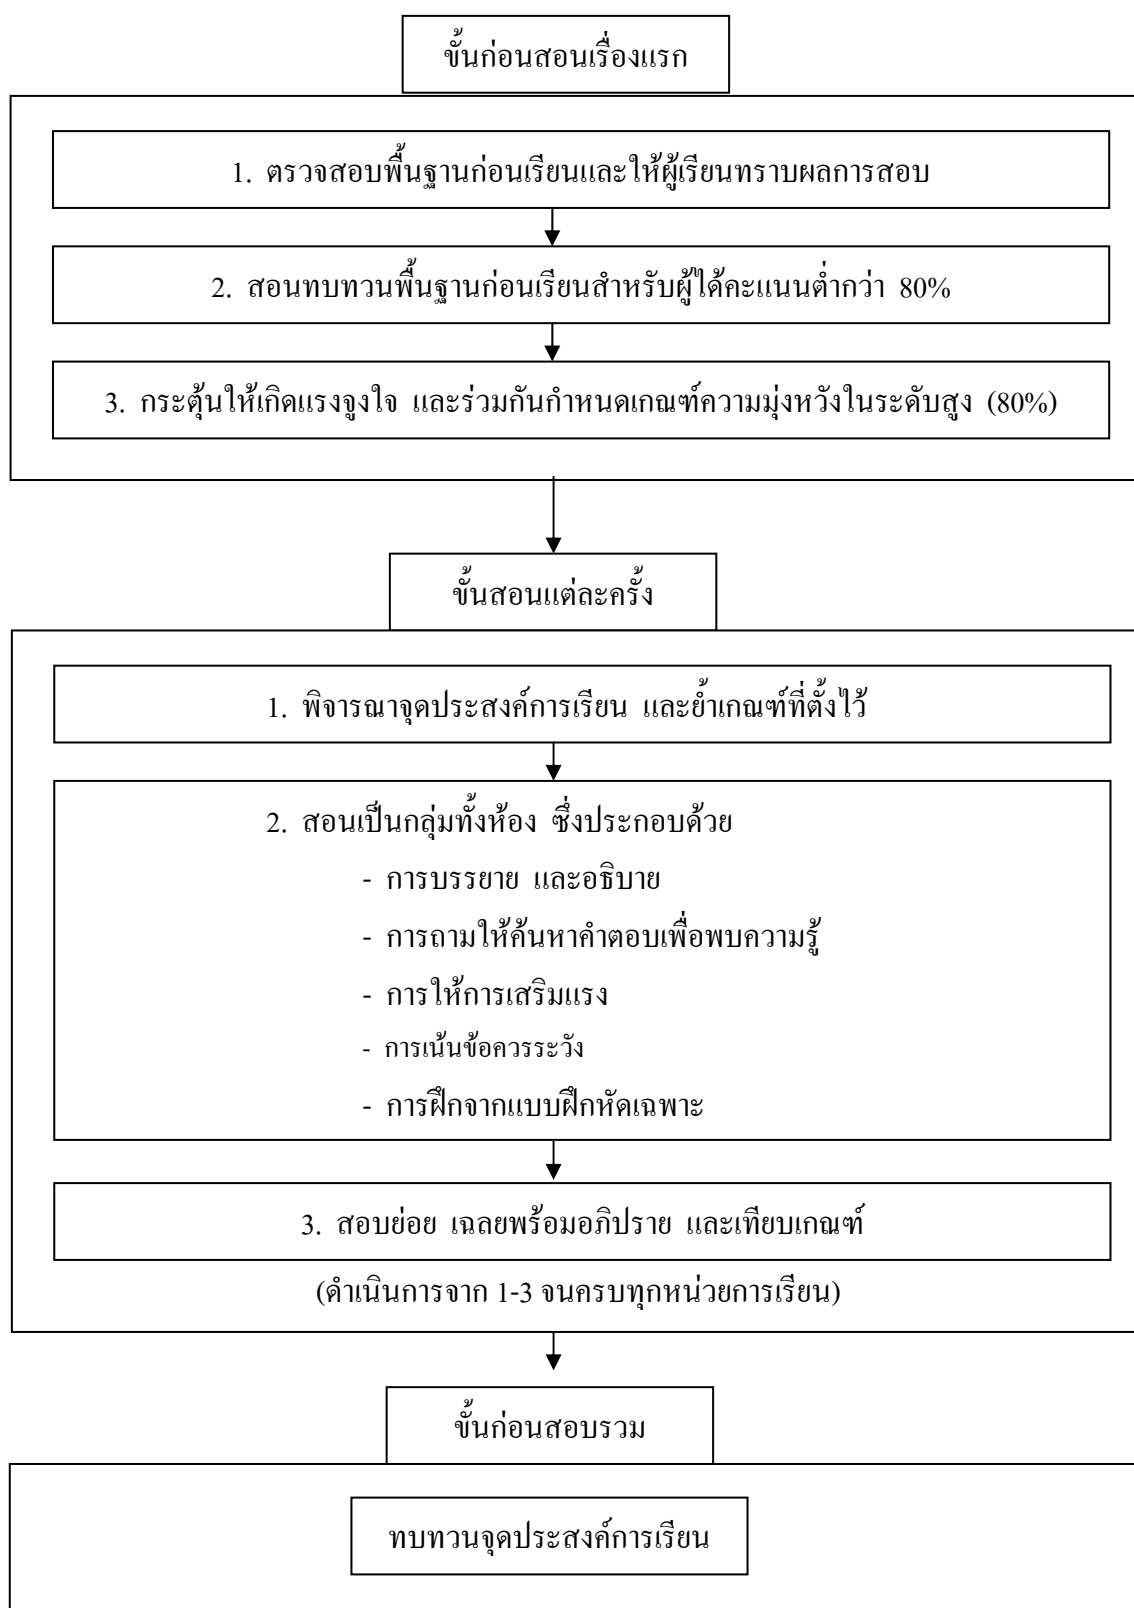 ขั้นก่อนสอนเรื่องแรก
1. ตรวจสอบพื้นฐานก่อนเรียนและให้ผู้เรียนทราบผลการสอบ
2. สอนทบทวนพื้นฐานก่อนเรียนสำหรับผู้ได้คะแนนต่ำกว่า 80%
3. กระตุ้นให้เกิดแรงจูงใจ และร่วมกันกำหนดเกณฑ์ความมุ่งหวังในระดับสูง (80%)
ขั้นสอนแต่ละครั้ง
1. พิจารณาจุดประสงค์การเรียน และย้ำเกณฑ์ที่ตั้งไว้
2. สอนเป็นกลุ่มทั้งห้อง ซึ่งประกอบด้วย
- การบรรยาย และอธิบาย
- การถามให้ค้นหาคำตอบเพื่อพบความรู้
- การให้การเสริมแรง
- การเน้นข้อควรระวัง
- การฝึกจากแบบฝึกหัดเฉพาะ
3. สอบย่อย เฉลยพร้อมอภิปราย และเทียบเกณฑ์
(ดำเนินการจาก 1-3 จนครบทุกหน่วยการเรียน)
ขั้นก่อนสอบรวม
ทบทวนจุดประสงค์การเรียน